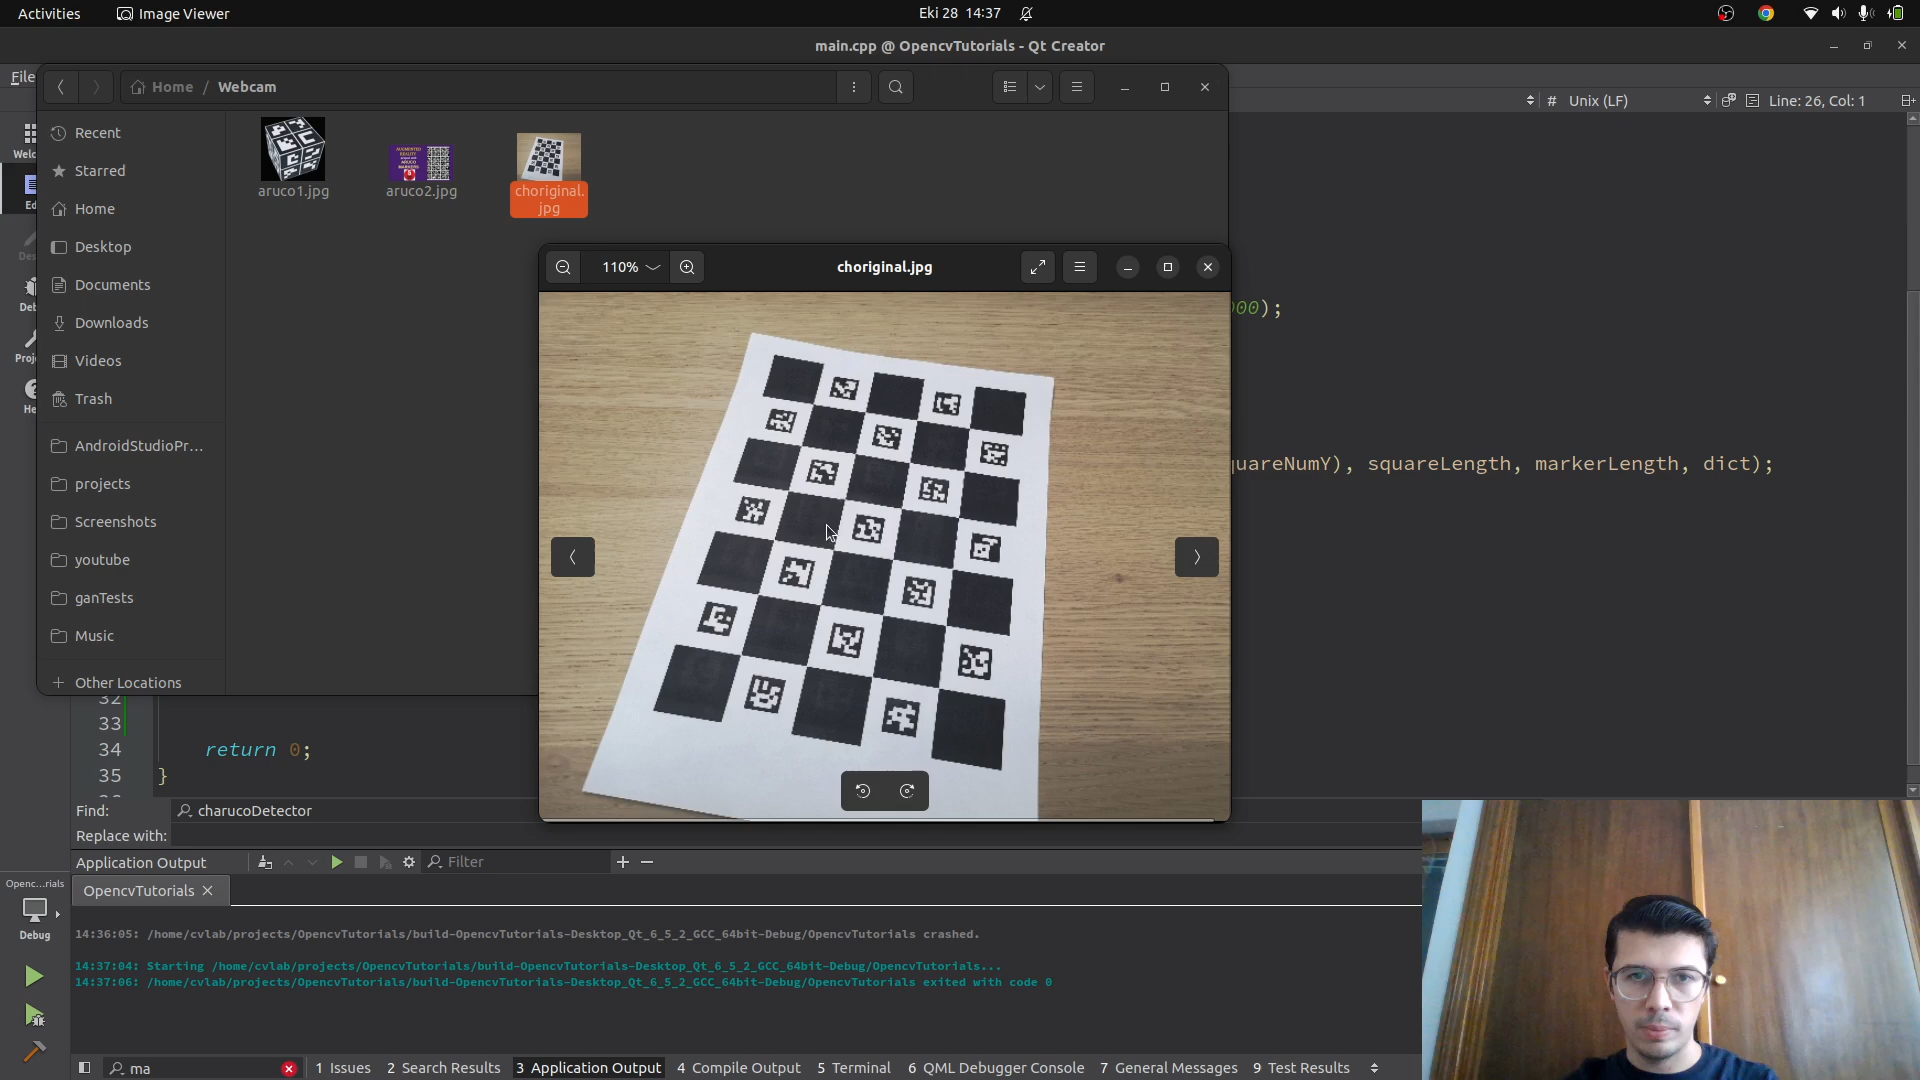 Activities
Image Viewer
Eki 28 14:37
main.cpp @ OpencvTutorials - Qt Creator
File
Home / Webcam
# Unix (LF)
Line: 26, Col: 1
Recent
Starred
Home
Desktop
Documents
Downloads
Videos
Trash
AndroidStudioPr...
projects
Screenshots
youtube
ganTests
Music
Other Locations
aruco1.jpg
aruco2.jpg
choriginal.
jpg
110%
choriginal.jpg
00);
quareNumY), squareLength, markerLength, dict);
32
33
34 return 0;
35 }
Find:
charucoDetector
Replace with:
Application Output
Filter
OpencvTutorials
14:36:05: /home/cvlab/projects/OpencvTutorials/build-OpencvTutorials-Desktop_Qt_6_5_2_GCC_64bit-Debug/OpencvTutorials crashed.
14:37:04: Starting /home/cvlab/projects/OpencvTutorials/build-OpencvTutorials-Desktop_Qt_6_5_2_GCC_64bit-Debug/OpencvTutorials...
14:37:06: /home/cvlab/projects/OpencvTutorials/build-OpencvTutorials-Desktop_Qt_6_5_2_GCC_64bit-Debug/OpencvTutorials exited with code 0
Openc...rials
Debug
ma
1 Issues
2 Search Results
3 Application Output
4 Compile Output
5 Terminal
6 QML Debugger Console
7 General Messages
9 Test Results